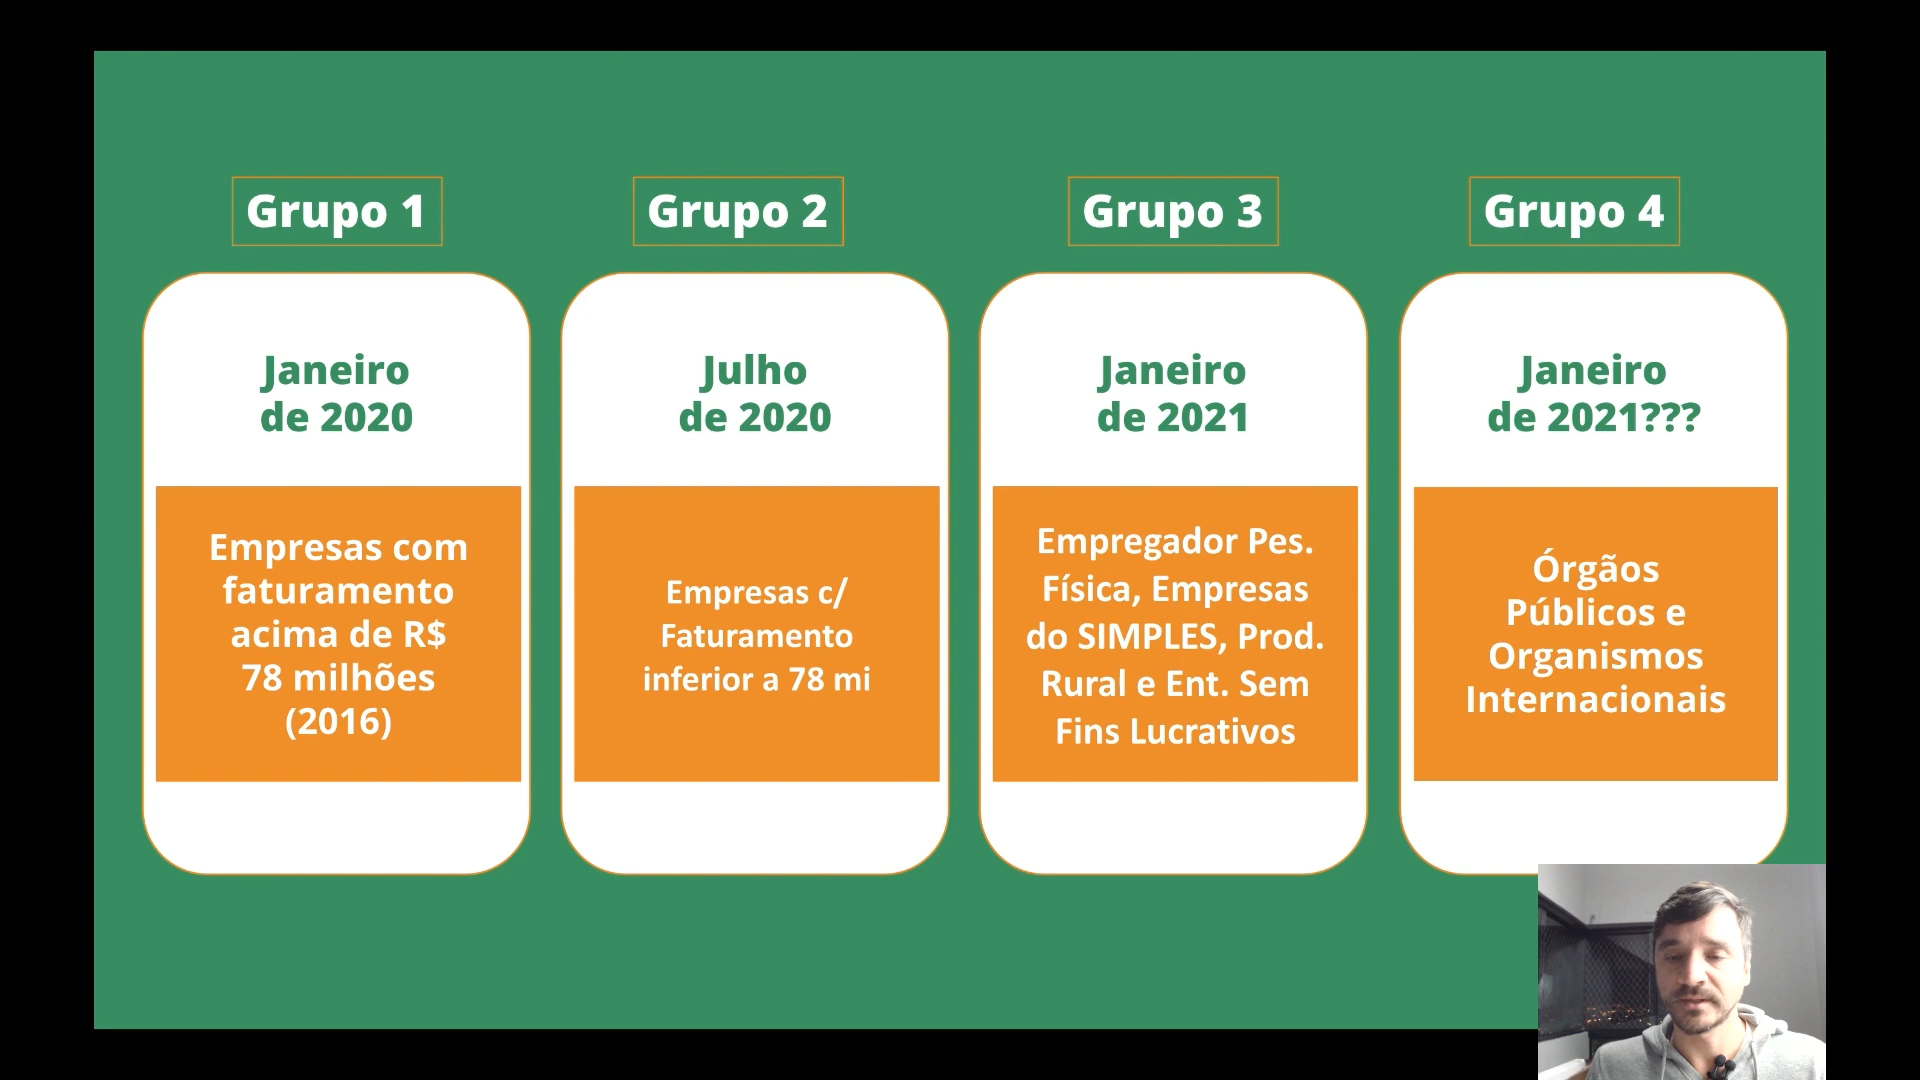 Grupo 1
Janeiro
de 2020
Empresas com
faturamento
acima de R$
78 milhões
(2016)
Grupo 2
Julho
de 2020
Empresas c/
Faturamento
inferior a 78 mi
Grupo 3
Janeiro
de 2021
Empregador Pes.
Física, Empresas
do SIMPLES, Prod.
Rural e Ent. Sem
Fins Lucrativos
Grupo 4
Janeiro
de 2021???
Órgãos
Públicos e
Organismos
Internacionais